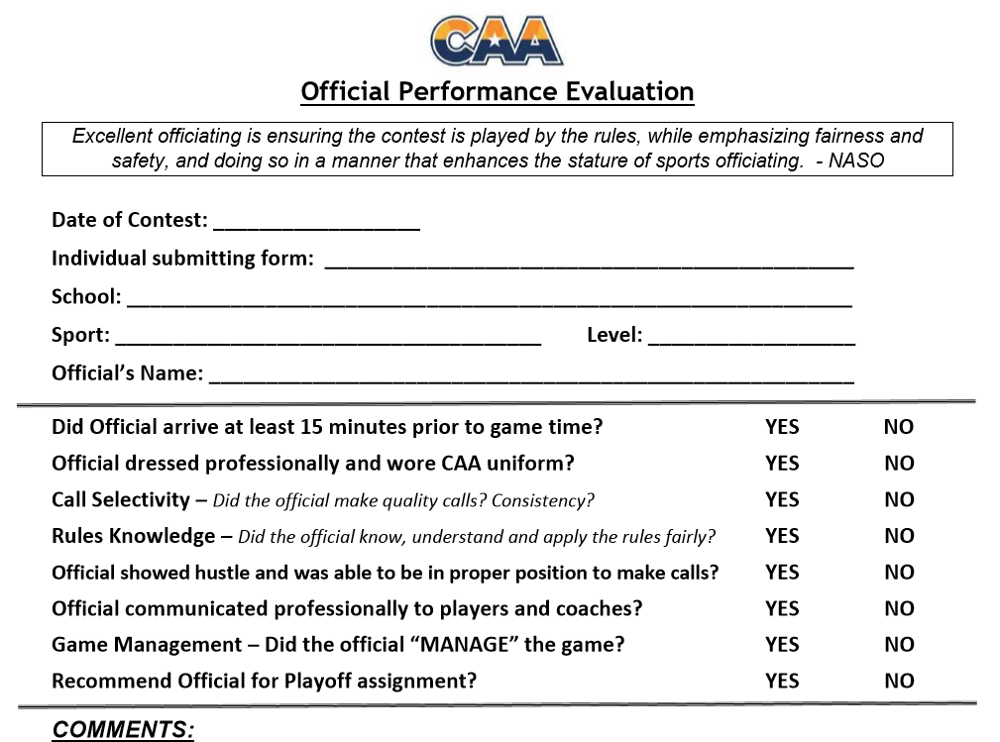 CAA
Official Performance Evaluation
Excellent officiating is ensuring the contest is played by the rules, while emphasizing fairness and
safety, and doing so in a manner that enhances the stature of sports officiating.  - NASO
Date of Contest: __________________
Individual submitting form: ______________________________________________
School: _______________________________________________________________
Sport: _____________________________________ Level: __________________
Official’s Name: ________________________________________________________
Did Official arrive at least 15 minutes prior to game time? YES NO
Official dressed professionally and wore CAA uniform? YES NO
Call Selectivity – Did the official make quality calls? Consistency? YES NO
Rules Knowledge – Did the official know, understand and apply the rules fairly? YES NO
Official showed hustle and was able to be in proper position to make calls? YES NO
Official communicated professionally to players and coaches? YES NO
Game Management – Did the official “MANAGE” the game? YES NO
Recommend Official for Playoff assignment? YES NO
COMMENTS: